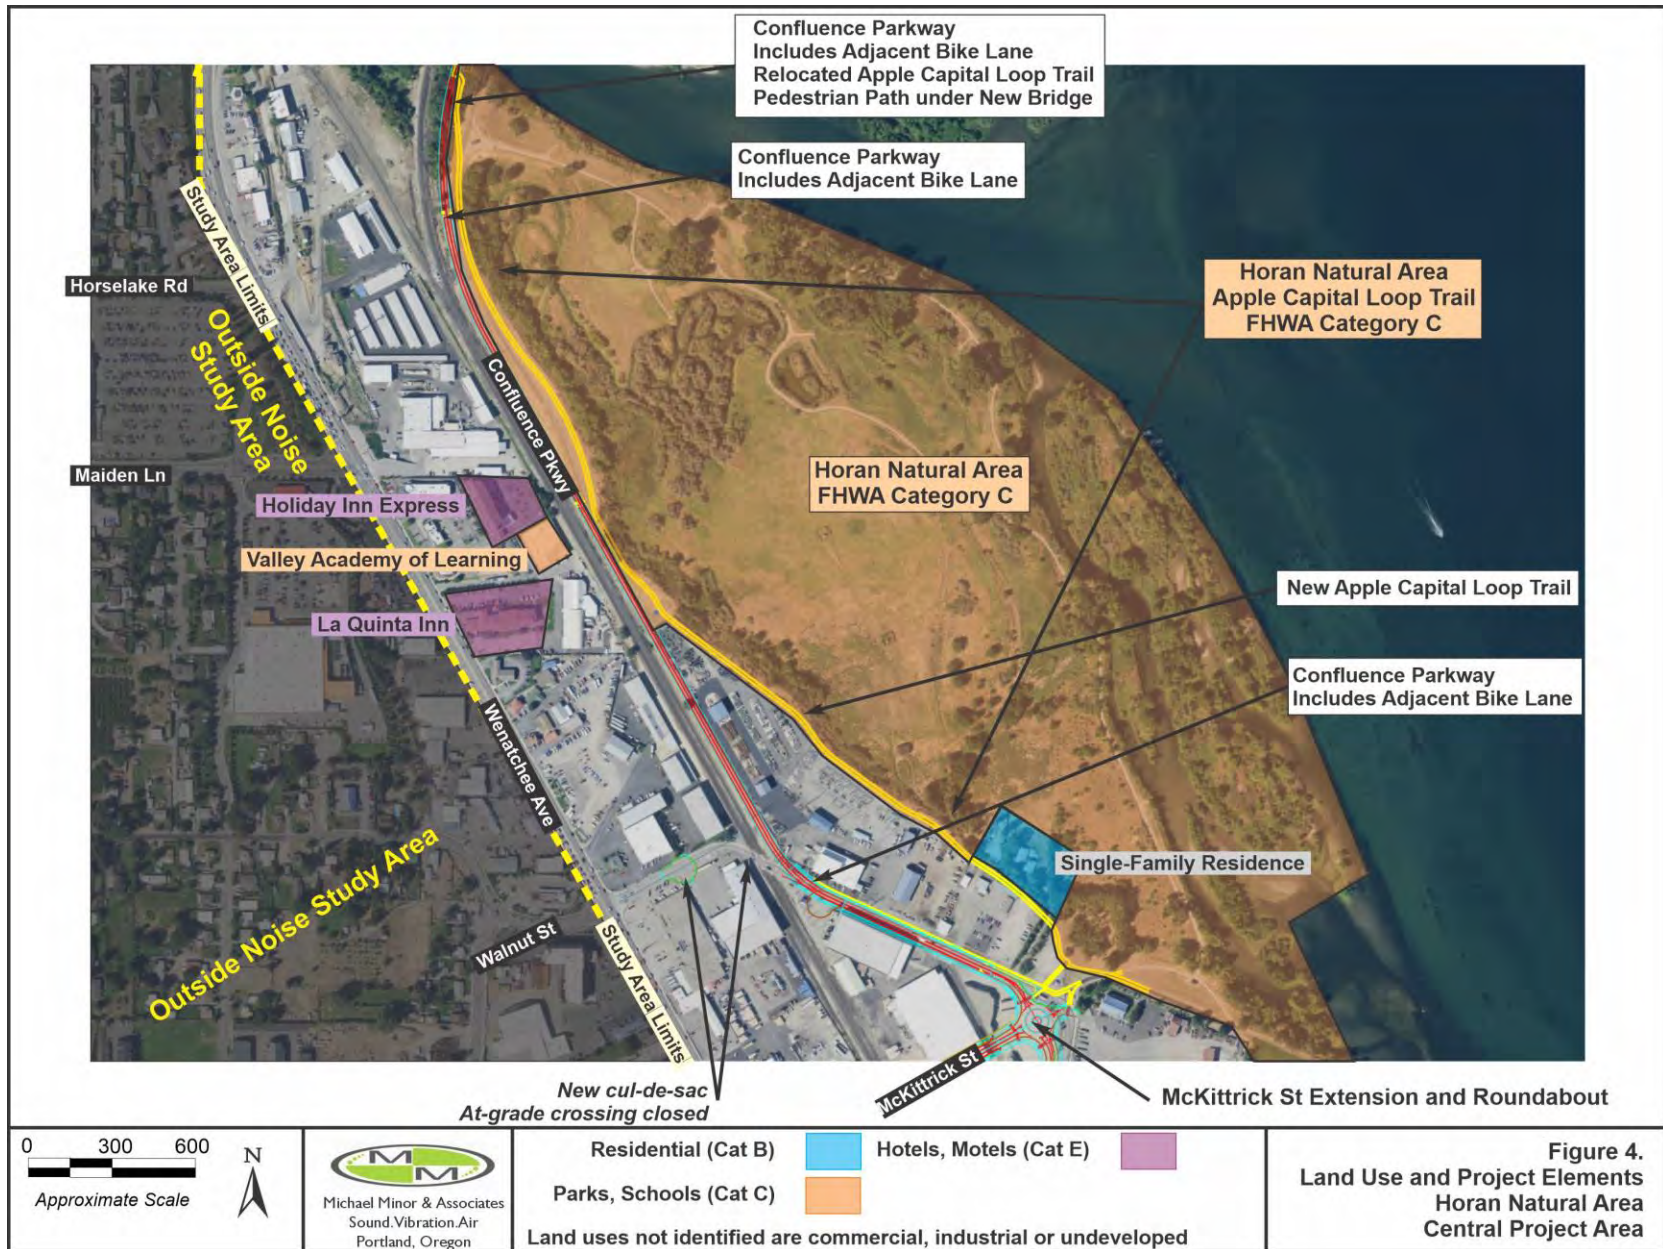 Confluence Parkway
Includes Adjacent Bike Lane
Relocated Apple Capital Loop Trail
Pedestrian Path under New Bridge
Confluence Parkway
Includes Adjacent Bike Lane
Study Area Limits
Horselake Rd
Horan Natural Area
Apple Capital Loop Trail
FHWA Category C
Outside Noise
Study Area
Confluence Pkwy
Maiden Ln
Horan Natural Area
FHWA Category C
Holiday Inn Express
Valley Academy of Learning
New Apple Capital Loop Trail
La Quinta Inn
Confluence Parkway
Includes Adjacent Bike Lane
Wenatchee Ave
Single-Family Residence
Outside Noise Study Area
Walnut St
Study Area Limits
McKittrick St
New cul-de-sac
At-grade crossing closed
McKittrick St Extension and Roundabout
0 300 600
Approximate Scale
N
MM
Michael Minor & Associates
Sound.Vibration.Air
Portland, Oregon
Residential (Cat B)
Hotels, Motels (Cat E)
Parks, Schools (Cat C)
Land uses not identified are commercial, industrial or undeveloped
Figure 4.
Land Use and Project Elements
Horan Natural Area
Central Project Area